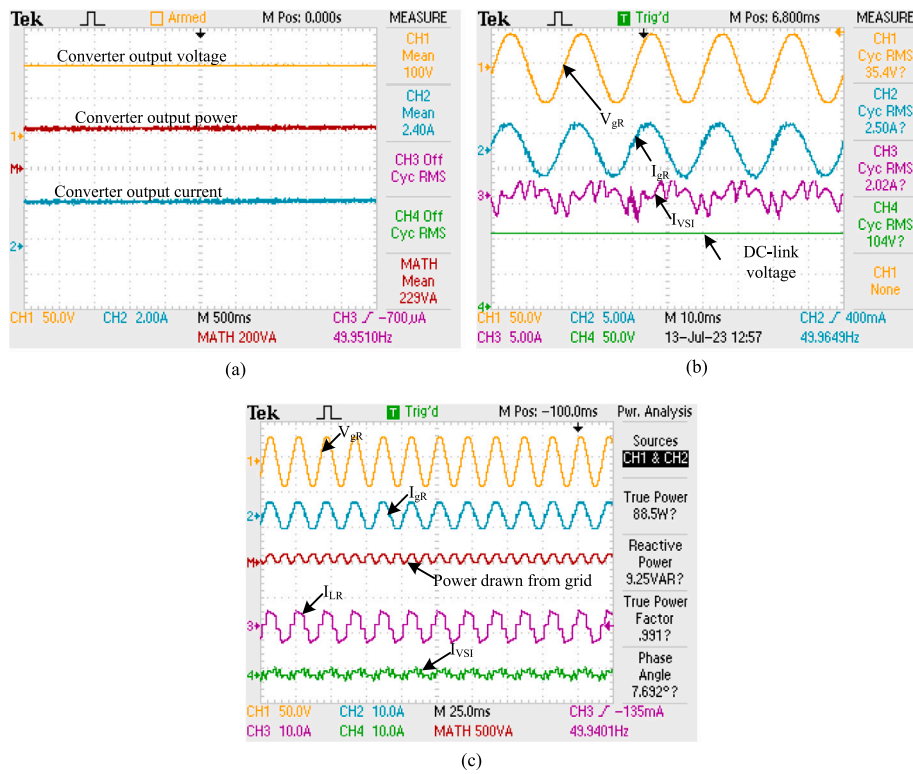 Tek
Armed
M Pos: 0.000s
MEASURE
CH1
Mean
100V
CH2
Mean
2.40A
CH3 Off
Cyc RMS
CH4 Off
Cyc RMS
MATH
Mean
229VA
Converter output voltage
Converter output power
Converter output current
1
M
2
CH1 50.0V
CH2 2.00A
M 500ms
CH3 ∫ -700µA
MATH 200VA
49.9510Hz
(a)
Tek
T Trig'd
M Pos: 6.800ms
MEASURE
CH1
Cyc RMS
35.4V?
CH2
Cyc RMS
2.50A?
CH3
Cyc RMS
2.02A?
CH4
Cyc RMS
104V?
CH1
None
1
2
3
4
VgR
IgR
IVSI
DC-link
voltage
CH1 50.0V
CH2 5.00A
M 10.0ms
CH2 ∫ 400mA
CH3 5.00A
CH4 50.0V
13-Jul-23 12:57
49.9649Hz
(b)
Tek
T Trig'd
M Pos: -100.0ms
Pwr. Analysis
Sources
CH1 & CH2
True Power
88.5W?
Reactive
Power
9.25VAR?
True Power
Factor
.991?
Phase
Angle
7.692°?
1
2
M
3
4
VgR
IgR
Power drawn from grid
ILR
IVSI
CH1 50.0V
CH2 10.0A
M 25.0ms
CH3 ∫ -135mA
CH3 10.0A
CH4 10.0A
MATH 500VA
49.9401Hz
(c)